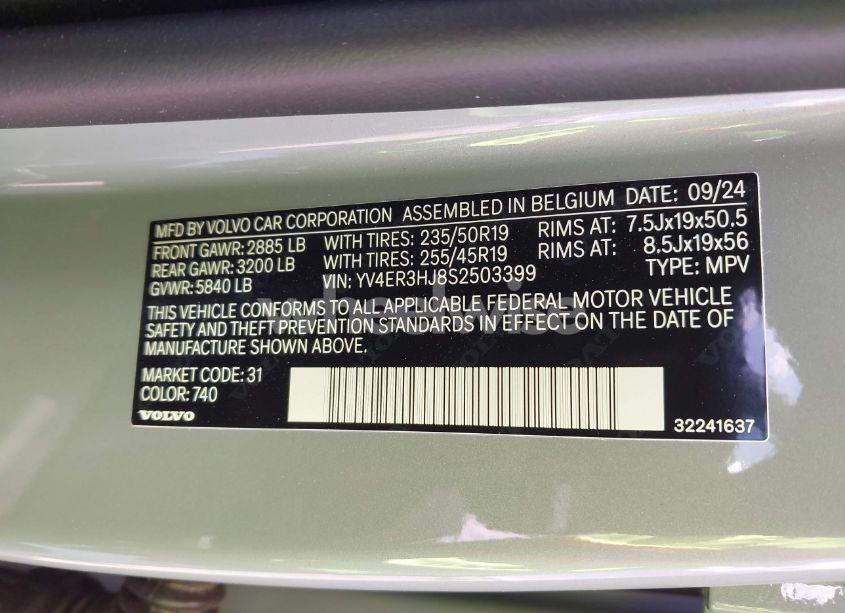 MFD BY VOLVO CAR CORPORATION ASSEMBLED IN BELGIUM DATE: 09/24
FRONT GAWR: 2885 LB WITH TIRES: 235/50R19 RIMS AT: 7.5Jx19x50.5
REAR GAWR: 3200 LB WITH TIRES: 255/45R19 RIMS AT: 8.5Jx19x56
GVWR: 5840 LB VIN: YV4ER3HJ8S2503399 TYPE: MPV
THIS VEHICLE CONFORMS TO ALL APPLICABLE FEDERAL MOTOR VEHICLE
SAFETY AND THEFT PREVENTION STANDARDS IN EFFECT ON THE DATE OF
MANUFACTURE SHOWN ABOVE.
MARKET CODE: 31
COLOR: 740
VOLVO
32241637